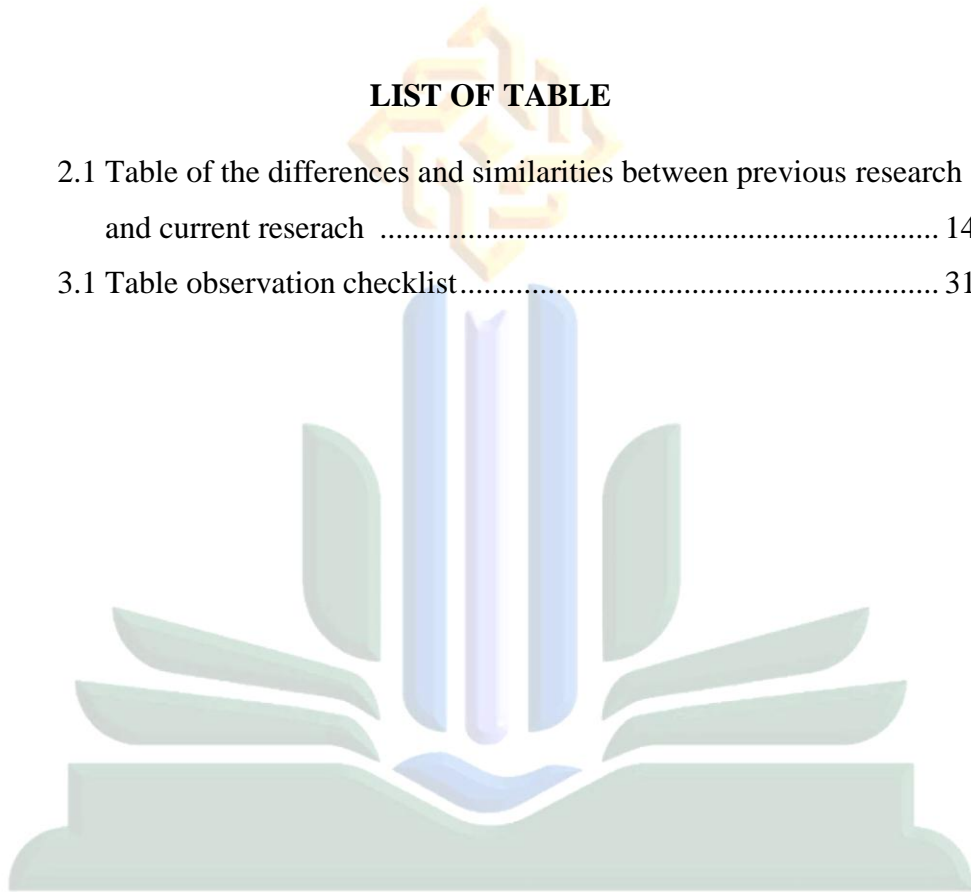 LIST OF TABLE
2.1 Table of the differences and similarities between previous research
and current reserach ....................................................................................... 14
3.1 Table observation checklist........................................................................... 31